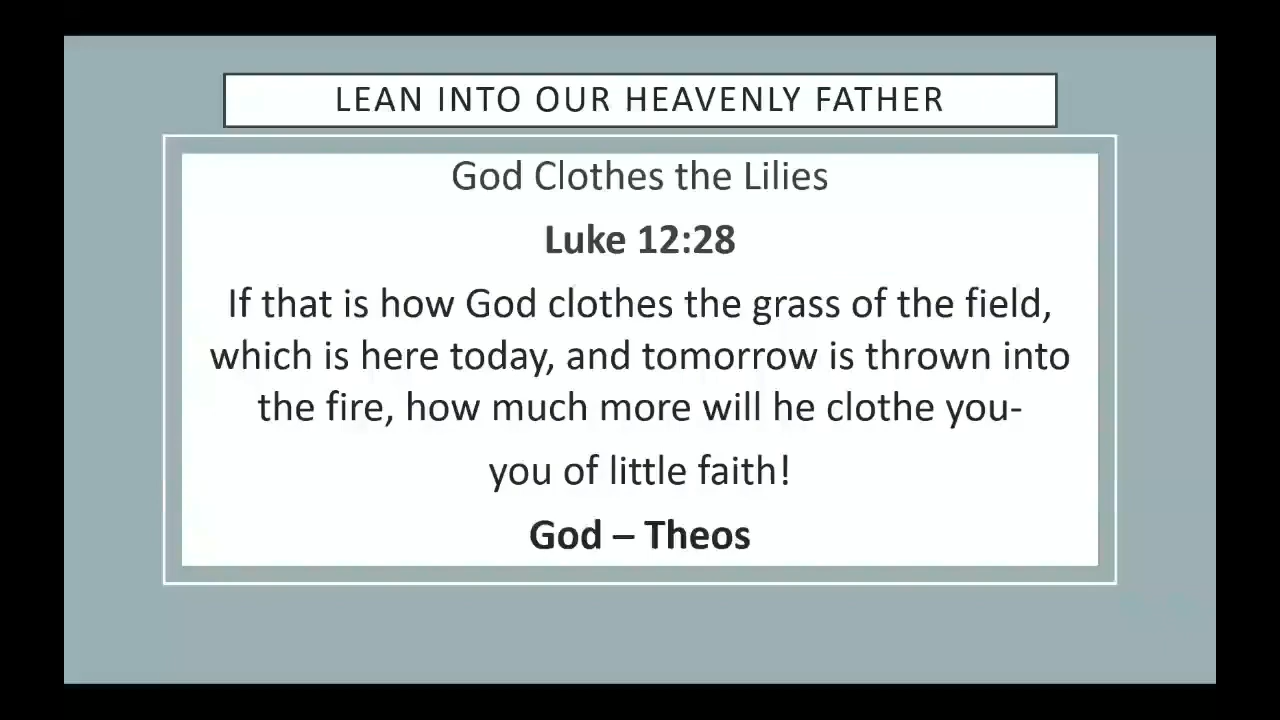 LEAN INTO OUR HEAVENLY FATHER
God Clothes the Lilies
Luke 12:28
If that is how God clothes the grass of the field,
which is here today, and tomorrow is thrown into
the fire, how much more will he clothe you-
you of little faith!
God – Theos